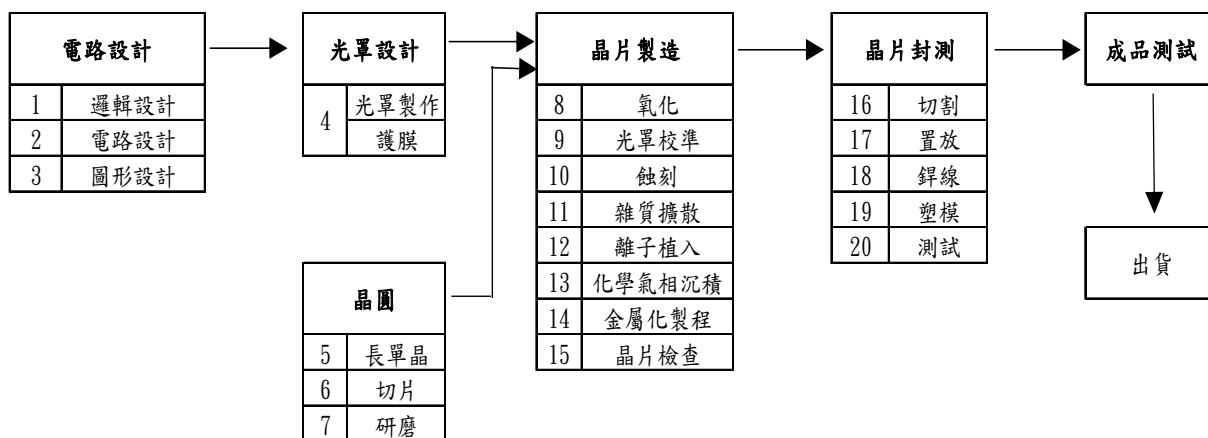 電路設計
1 邏輯設計
2 電路設計
3 圖形設計
光罩設計
4 光罩製作
護膜
晶圓
5 長單晶
6 切片
7 研磨
晶片製造
8 氧化
9 光罩校準
10 蝕刻
11 雜質擴散
12 離子植入
13 化學氣相沉積
14 金屬化製程
15 晶片檢查
晶片封測
16 切割
17 置放
18 銲線
19 塑模
20 測試
成品測試
出貨